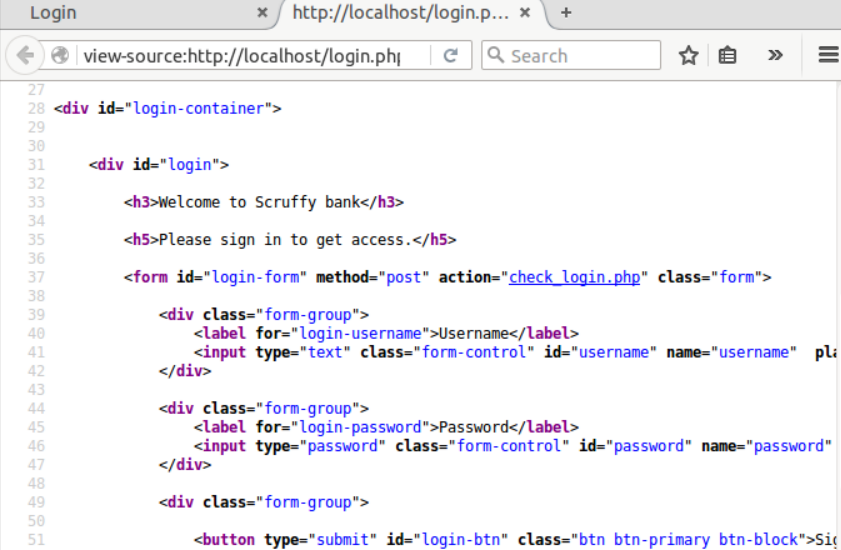 Login × http://localhost/login.p... × +
view-source:http://localhost/login.php Search »
27
28 <div id="login-container">
29
30
31 <div id="login">
32
33 <h3>Welcome to Scruffy bank</h3>
34
35 <h5>Please sign in to get access.</h5>
36
37 <form id="login-form" method="post" action="check_login.php" class="form">
38
39 <div class="form-group">
40 <label for="login-username">Username</label>
41 <input type="text" class="form-control" id="username" name="username" pla
42 </div>
43
44 <div class="form-group">
45 <label for="login-password">Password</label>
46 <input type="password" class="form-control" id="password" name="password"
47 </div>
48
49 <div class="form-group">
50
51 <button type="submit" id="login-btn" class="btn btn-primary btn-block">Sig